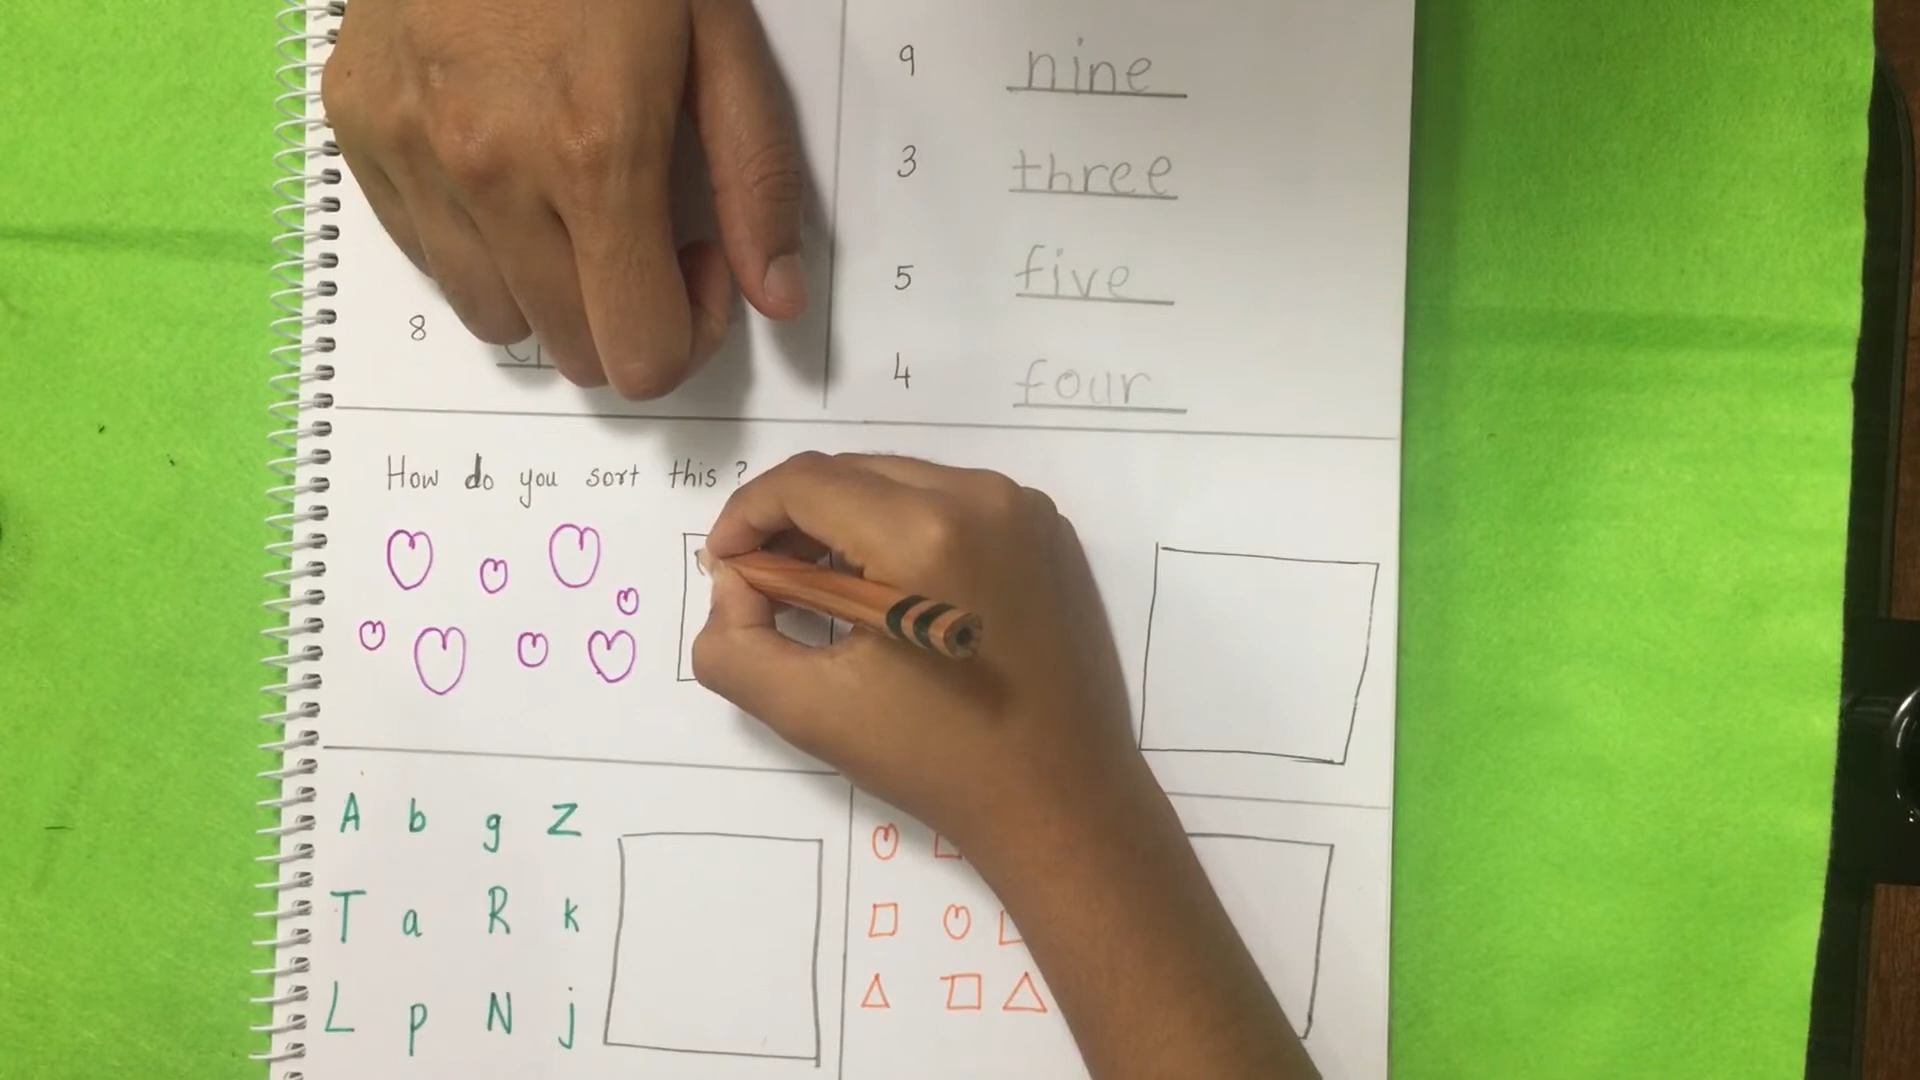 9 nine
3 three
5 five
8
4 four
How do you sort this?
A b g Z
T a R k
L p N j